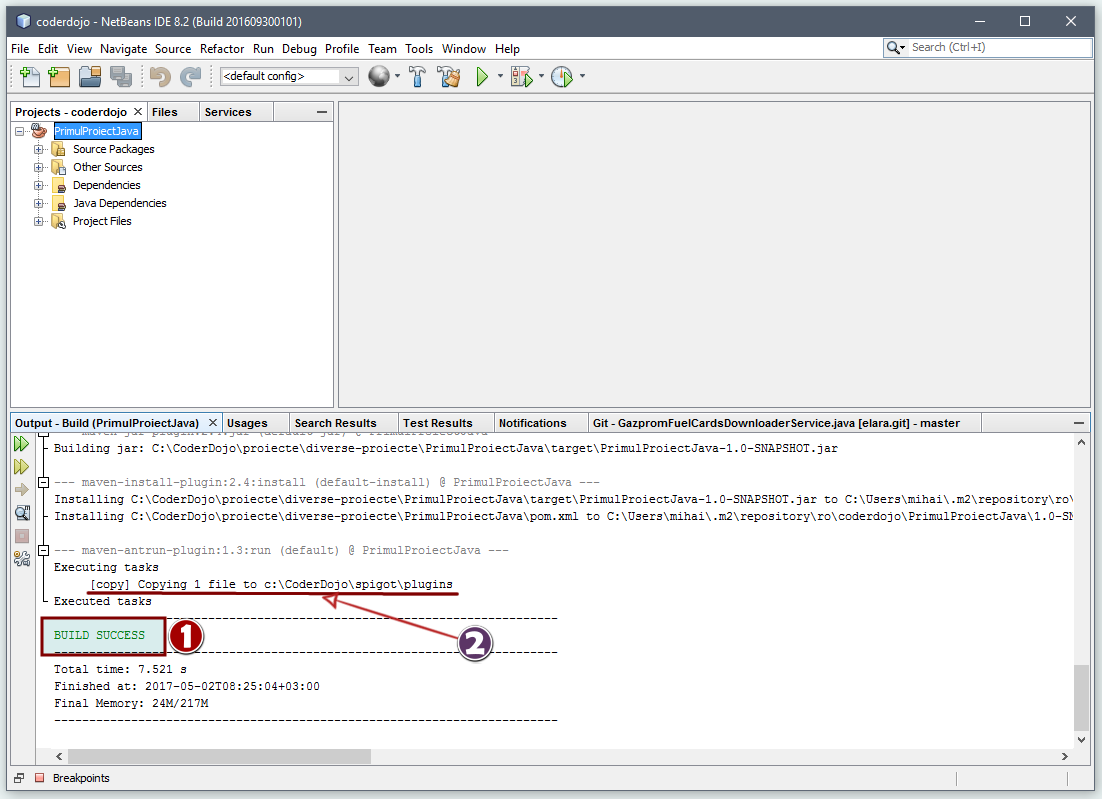 coderdojo - NetBeans IDE 8.2 (Build 201609300101)
File Edit View Navigate Source Refactor Run Debug Profile Team Tools Window Help
Search (Ctrl+I)
<default config>
Projects - coderdojo
Files
Services
PrimulProiectJava
Source Packages
Other Sources
Dependencies
Java Dependencies
Project Files
Output - Build (PrimulProiectJava)
Usages
Search Results
Test Results
Notifications
Git - GazpromFuelCardsDownloaderService.java [elara.git] - master
Building jar: C:\CoderDojo\proiecte\diverse-proiecte\PrimulProiectJava\target\PrimulProiectJava-1.0-SNAPSHOT.jar
--- maven-install-plugin:2.4:install (default-install) @ PrimulProiectJava ---
Installing C:\CoderDojo\proiecte\diverse-proiecte\PrimulProiectJava\target\PrimulProiectJava-1.0-SNAPSHOT.jar to C:\Users\mihai\.m2\repository\ro\
Installing C:\CoderDojo\proiecte\diverse-proiecte\PrimulProiectJava\pom.xml to C:\Users\mihai\.m2\repository\ro\coderdojo\PrimulProiectJava\1.0-SN
--- maven-antrun-plugin:1.3:run (default) @ PrimulProiectJava ---
Executing tasks
[copy] Copying 1 file to c:\CoderDojo\spigot\plugins
Executed tasks
------------------------------------------------------------------------
BUILD SUCCESS
1
2
------------------------------------------------------------------------
Total time: 7.521 s
Finished at: 2017-05-02T08:25:04+03:00
Final Memory: 24M/217M
------------------------------------------------------------------------
Breakpoints